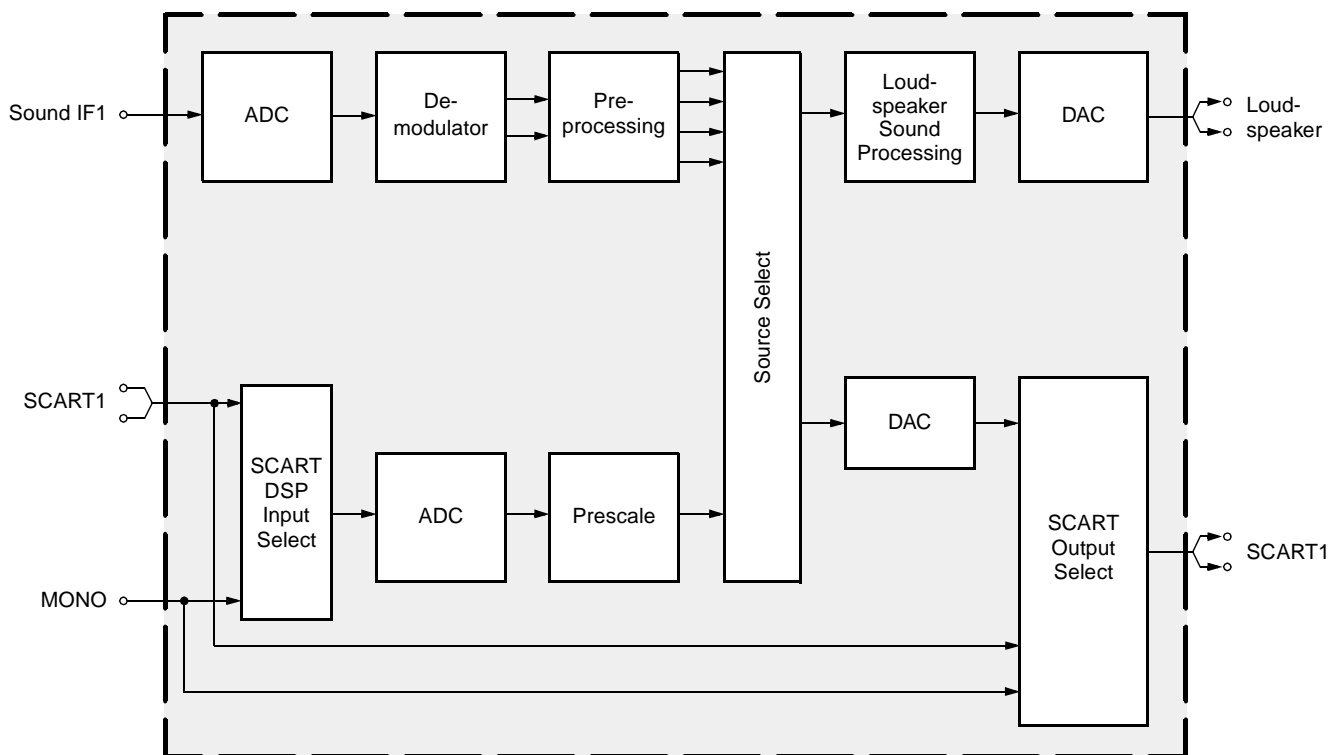 Sound IF1
ADC
De-
modulator
Pre-
processing
Loud-
speaker
Sound
Processing
DAC
Loud-
speaker
Source Select
SCART1
SCART
DSP
Input
Select
ADC
Prescale
DAC
SCART
Output
Select
SCART1
MONO